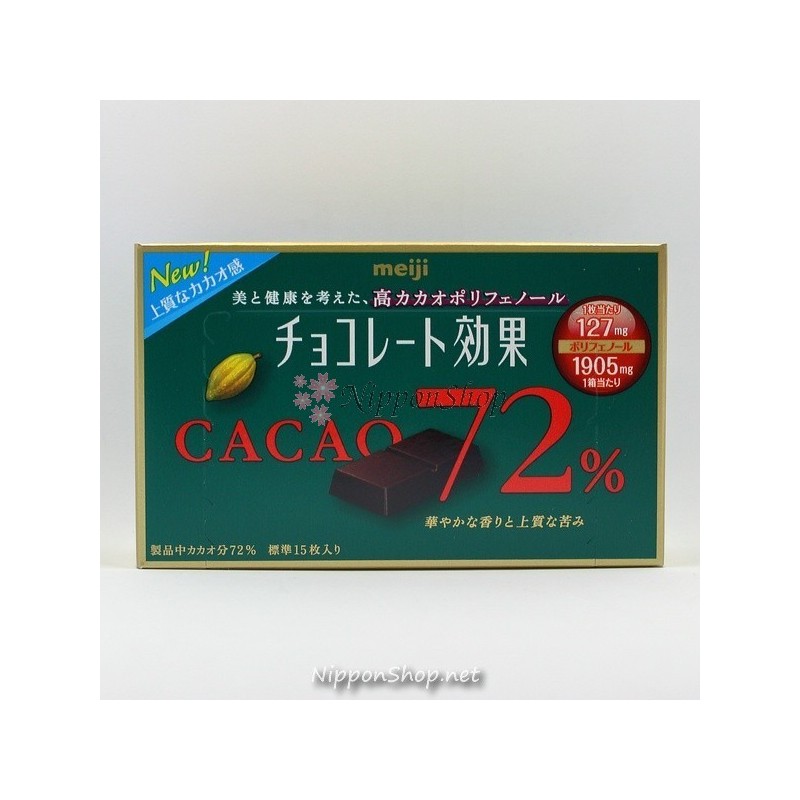 New!
上質なカカオ感
meiji
美と健康を考えた、高カカオポリフェノール
チョコレート効果
1枚当たり
127mg
ポリフェノール
1905mg
1箱当たり
NipponShop
CACAO 72%
華やかな香りと上質な苦み
製品中カカオ分72% 標準15枚入り
NipponShop.net